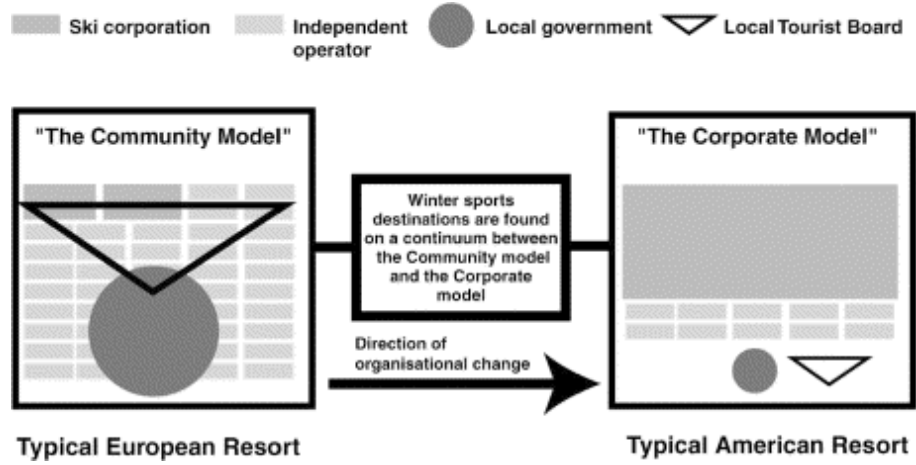 Ski corporation
Independent
operator
Local government
Local Tourist Board
"The Community Model"
Winter sports
destinations are found
on a continuum between
the Community model
and the Corporate
model
Direction of
organisational change
"The Corporate Model"
Typical European Resort
Typical American Resort